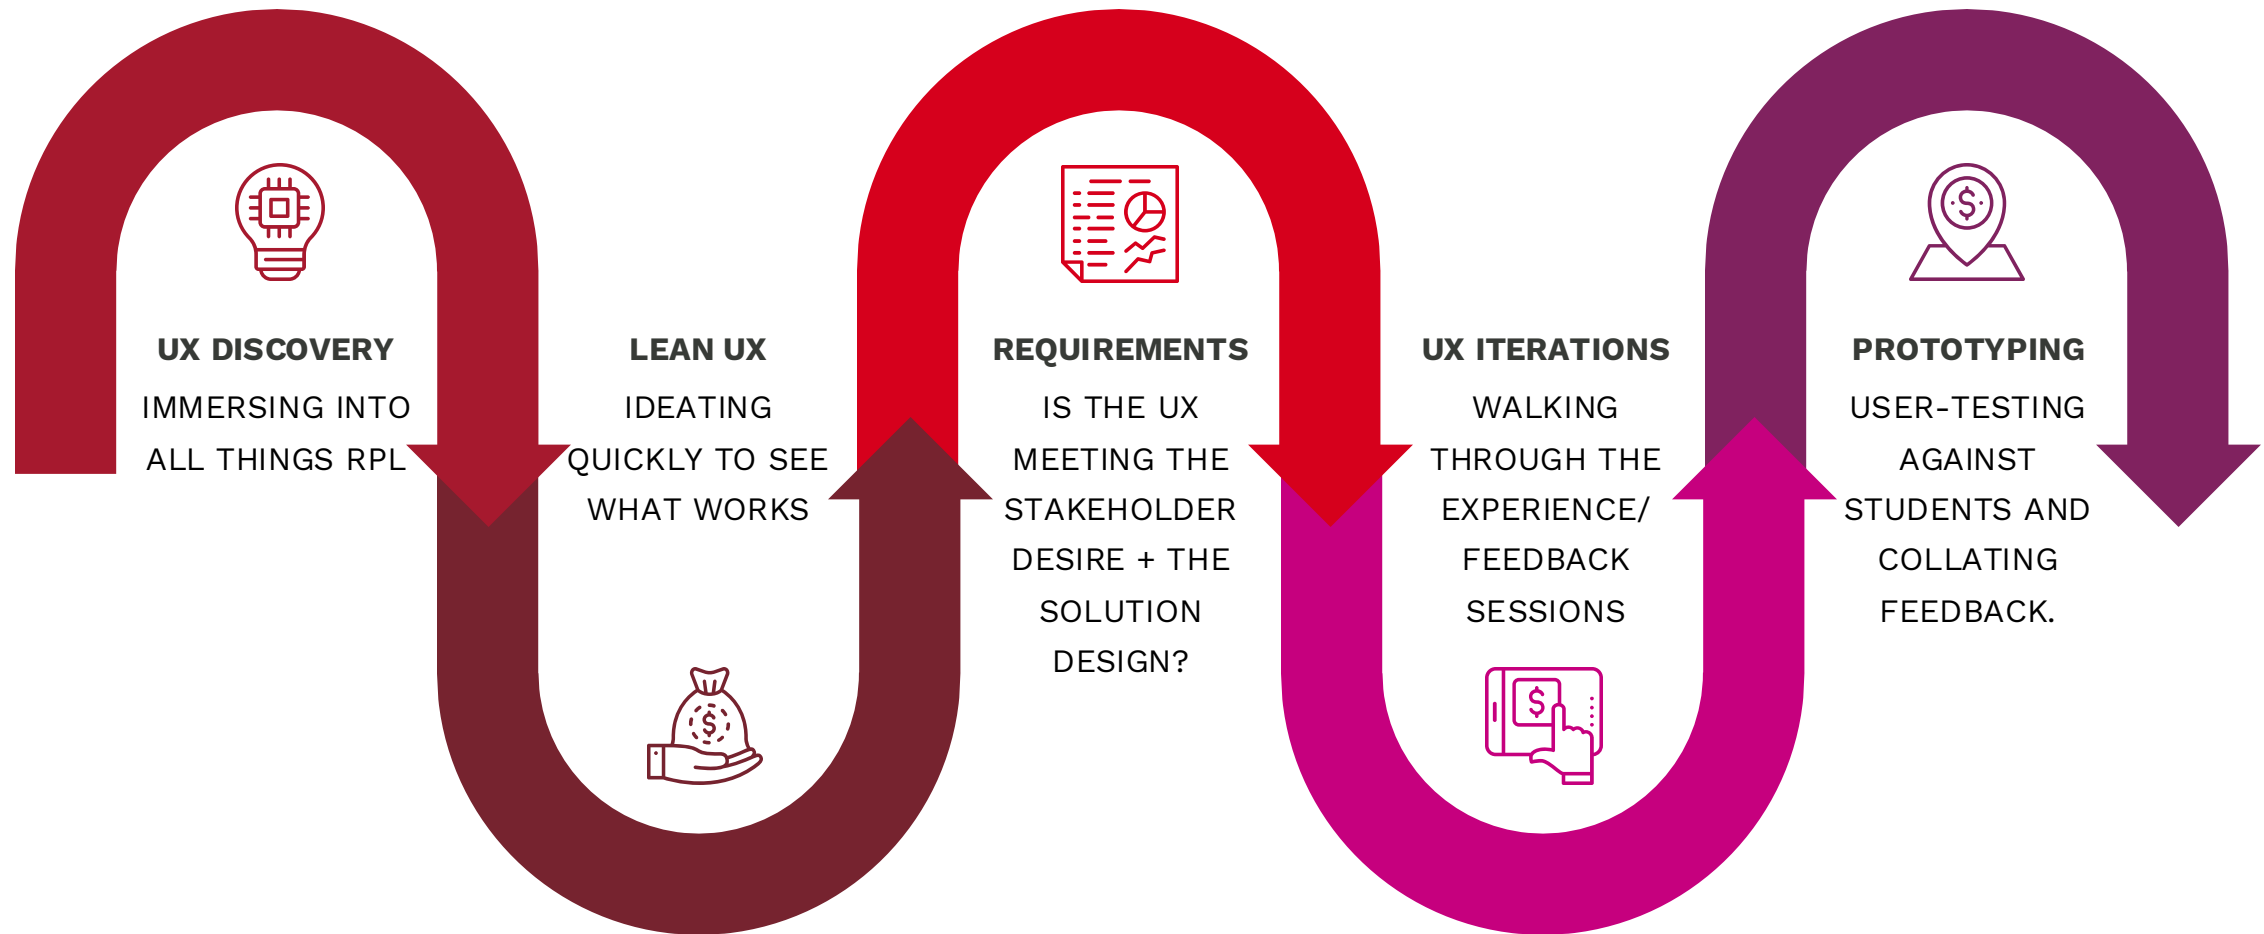 UX DISCOVERY
IMMERSING INTO
ALL THINGS RPL
LEAN UX
IDEATING
QUICKLY TO SEE
WHAT WORKS
REQUIREMENTS
IS THE UX
MEETING THE
STAKEHOLDER
DESIRE + THE
SOLUTION
DESIGN?
UX ITERATIONS
WALKING
THROUGH THE
EXPERIENCE/
FEEDBACK
SESSIONS
PROTOTYPING
USER-TESTING
AGAINST
STUDENTS AND
COLLATING
FEEDBACK.